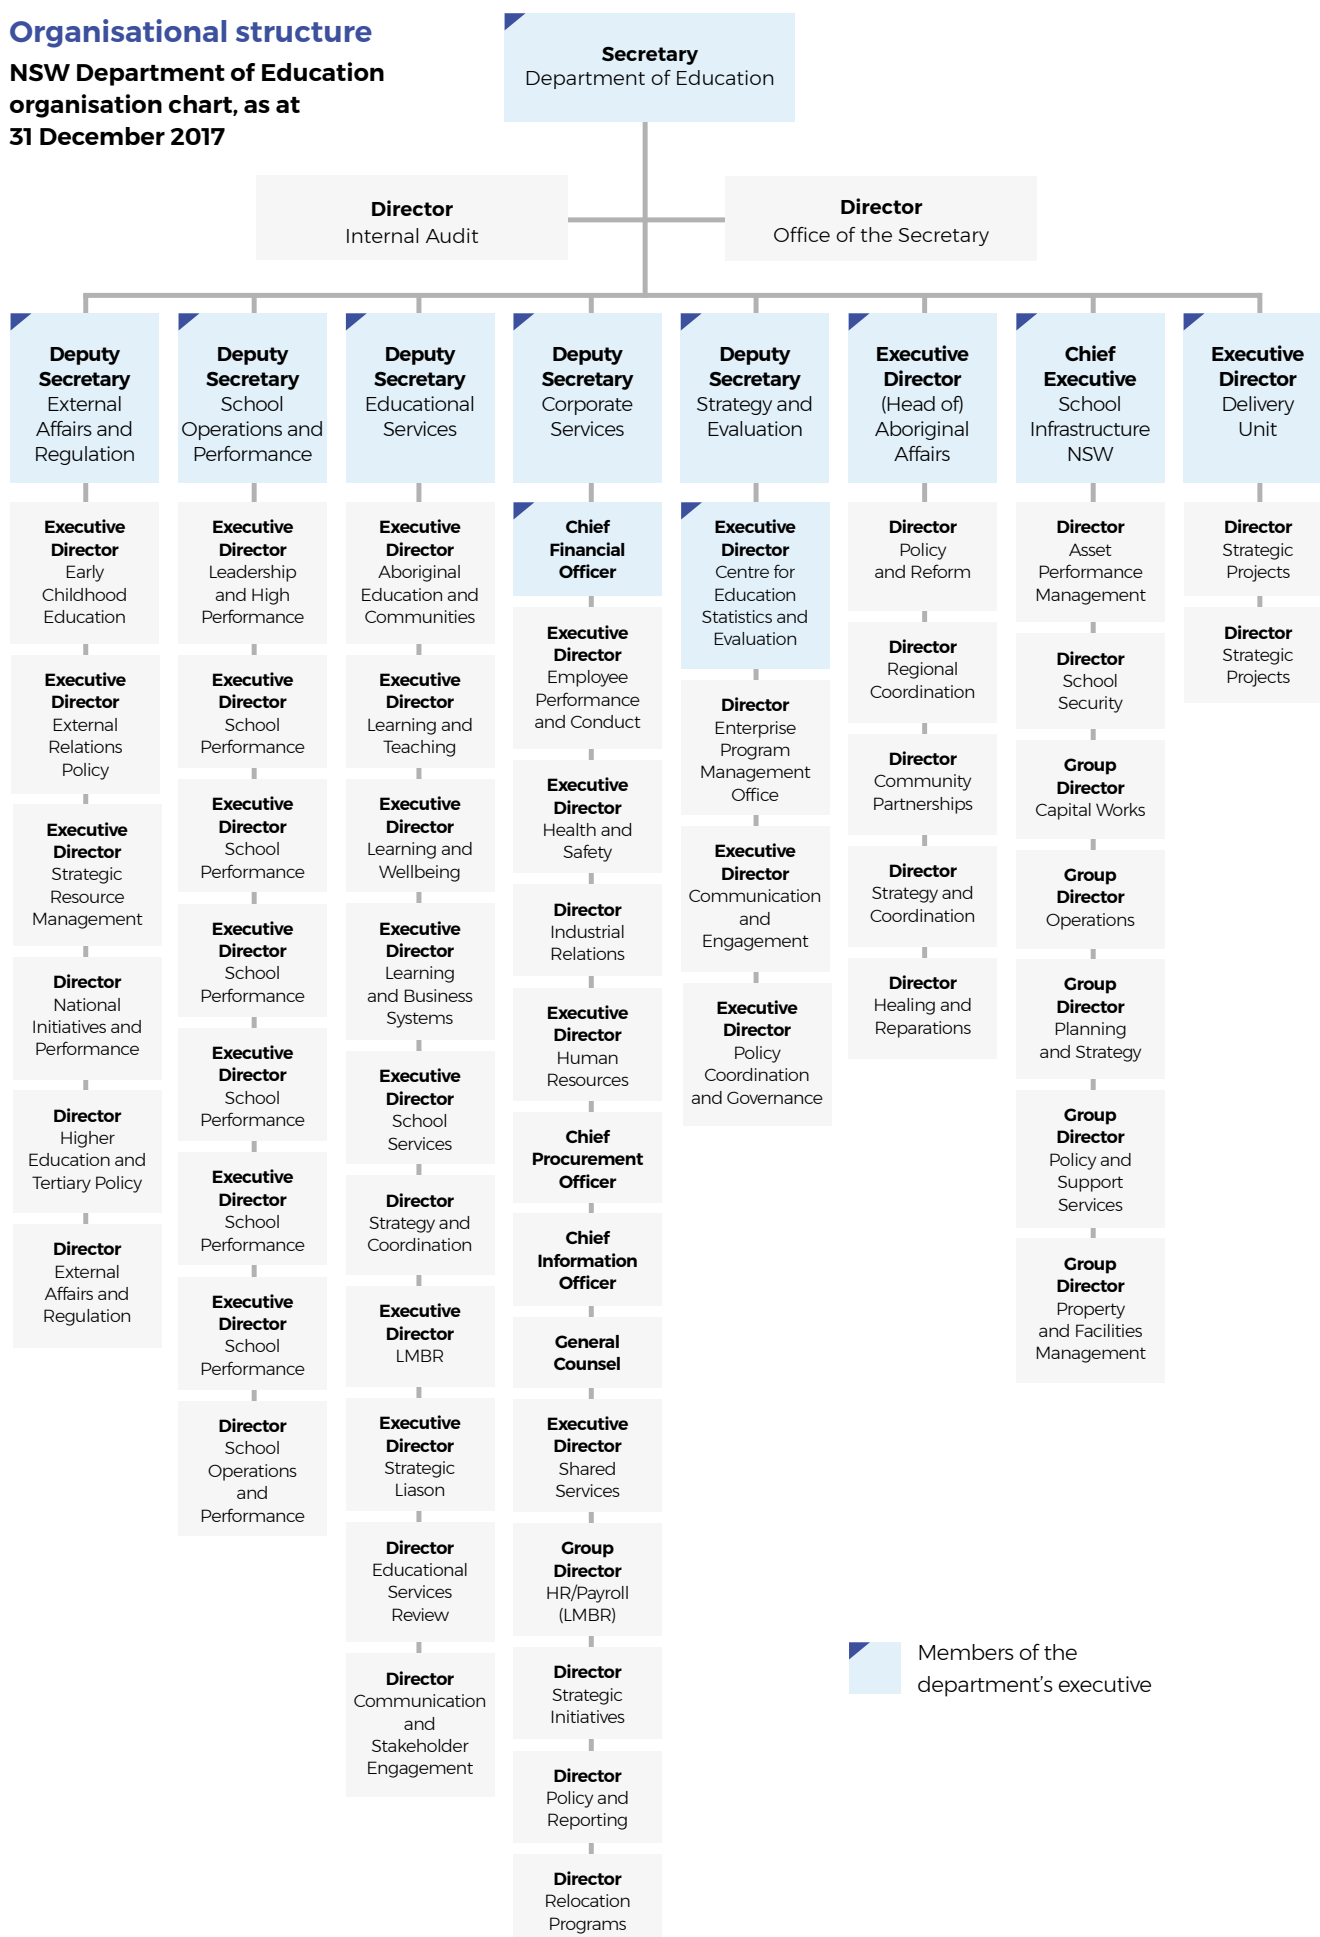 Organisational structure
NSW Department of Education
organisation chart, as at
31 December 2017
Secretary
Department of Education
Director
Internal Audit
Director
Office of the Secretary
Deputy
Secretary
External
Affairs and
Regulation
Executive
Director
Early
Childhood
Education
Executive
Director
External
Relations
Policy
Executive
Director
Strategic
Resource
Management
Director
National
Initiatives and
Performance
Director
Higher
Education and
Tertiary Policy
Director
External
Affairs and
Regulation
Deputy
Secretary
School
Operations and
Performance
Executive
Director
Leadership
and High
Performance
Executive
Director
School
Performance
Executive
Director
School
Performance
Executive
Director
School
Performance
Executive
Director
School
Performance
Executive
Director
School
Performance
Executive
Director
School
Performance
Director
School
Operations
and
Performance
Deputy
Secretary
Educational
Services
Executive
Director
Aboriginal
Education and
Communities
Executive
Director
Learning and
Teaching
Executive
Director
Learning and
Wellbeing
Executive
Director
Learning
and Business
Systems
Executive
Director
School
Services
Director
Strategy and
Coordination
Executive
Director
LMBR
Executive
Director
Strategic
Liason
Director
Educational
Services
Review
Director
Communication
and
Stakeholder
Engagement
Deputy
Secretary
Corporate
Services
Chief
Financial
Officer
Executive
Director
Employee
Performance
and Conduct
Executive
Director
Health and
Safety
Director
Industrial
Relations
Executive
Director
Human
Resources
Chief
Procurement
Officer
Chief
Information
Officer
General
Counsel
Executive
Director
Shared
Services
Group
Director
HR/Payroll
(LMBR)
Director
Strategic
Initiatives
Director
Policy and
Reporting
Director
Relocation
Programs
Deputy
Secretary
Strategy and
Evaluation
Executive
Director
Centre for
Education
Statistics and
Evaluation
Director
Enterprise
Program
Management
Office
Executive
Director
Communication
and
Engagement
Executive
Director
Policy
Coordination
and Governance
Executive
Director
(Head of)
Aboriginal
Affairs
Director
Policy
and Reform
Director
Regional
Coordination
Director
Community
Partnerships
Director
Strategy and
Coordination
Director
Healing and
Reparations
Chief
Executive
School
Infrastructure
NSW
Director
Asset
Performance
Management
Director
School
Security
Group
Director
Capital Works
Group
Director
Operations
Group
Director
Planning
and Strategy
Group
Director
Policy and
Support
Services
Group
Director
Property
and Facilities
Management
Executive
Director
Delivery
Unit
Director
Strategic
Projects
Director
Strategic
Projects
Members of the
department's executive